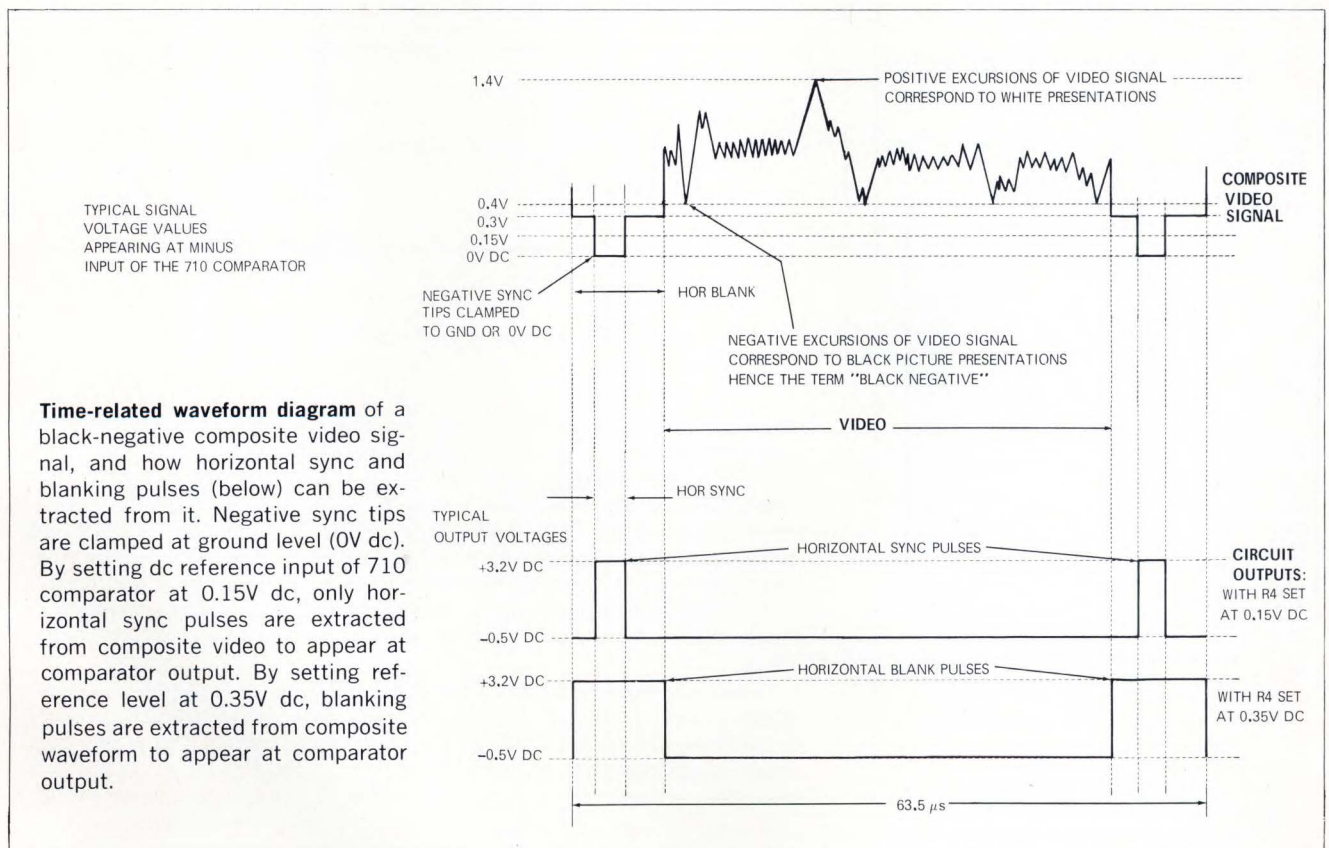 1.4V
POSITIVE EXCURSIONS OF VIDEO SIGNAL
CORRESPOND TO WHITE PRESENTATIONS
TYPICAL SIGNAL
VOLTAGE VALUES
APPEARING AT MINUS
INPUT OF THE 710 COMPARATOR
0.4V
0.3V
0.15V
0V DC
COMPOSITE
VIDEO
SIGNAL
NEGATIVE SYNC
TIPS CLAMPED
TO GND OR 0V DC
HOR BLANK
NEGATIVE EXCURSIONS OF VIDEO SIGNAL
CORRESPOND TO BLACK PICTURE PRESENTATIONS
HENCE THE TERM "BLACK NEGATIVE"
Time-related waveform diagram of a
black-negative composite video sig-
nal, and how horizontal sync and
blanking pulses (below) can be ex-
tracted from it. Negative sync tips
are clamped at ground level (0V dc).
By setting dc reference input of 710
comparator at 0.15V dc, only hor-
izontal sync pulses are extracted
from composite video to appear at
comparator output. By setting ref-
erence level at 0.35V dc, blanking
pulses are extracted from composite
waveform to appear at comparator
output.
VIDEO
HOR SYNC
TYPICAL
OUTPUT VOLTAGES
+3.2V DC
HORIZONTAL SYNC PULSES
-0.5V DC
CIRCUIT
OUTPUTS:
WITH R4 SET
AT 0.15V DC
+3.2V DC
HORIZONTAL BLANK PULSES
-0.5V DC
WITH R4 SET
AT 0.35V DC
63.5 μs